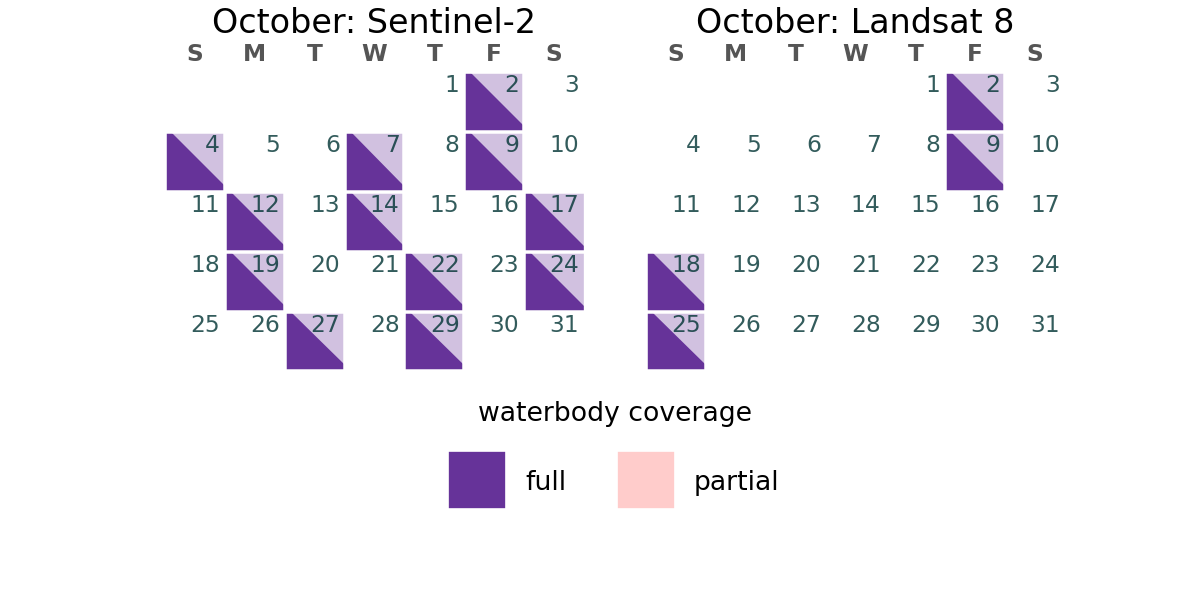 October: Sentinel-2
S M T W T F S
1 2 3
4 5 6 7 8 9 10
11 12 13 14 15 16 17
18 19 20 21 22 23 24
25 26 27 28 29 30 31
October: Landsat 8
S M T W T F S
1 2 3
4 5 6 7 8 9 10
11 12 13 14 15 16 17
18 19 20 21 22 23 24
25 26 27 28 29 30 31
waterbody coverage
full
partial